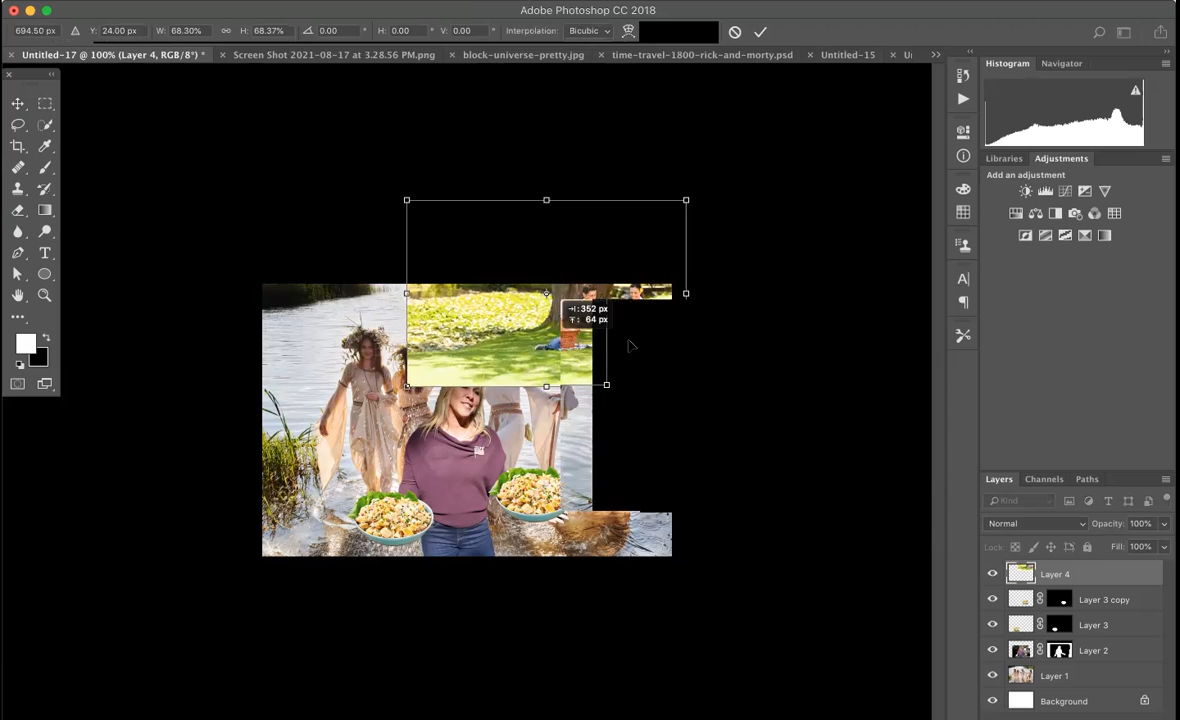 Adobe Photoshop CC 2018
694.50 px Y: 24.00 px W: 68.30% H: 68.37% 0.00 ° H: 0.00 ° V: 0.00 ° Interpolation: Bicubic
Untitled-17 @ 100% (Layer 4, RGB/8*) * Screen Shot 2021-08-17 at 3.28.56 PM.png block-universe-pretty.jpg time-travel-1800-rick-and-morty.psd Untitled-15 Ur
Histogram Navigator
Libraries Adjustments
Add an adjustment
:352 px
: 64 px
Layers Channels Paths
Kind
Normal Opacity: 100%
Lock: Fill: 100%
Layer 4
Layer 3 copy
Layer 3
Layer 2
Layer 1
Background